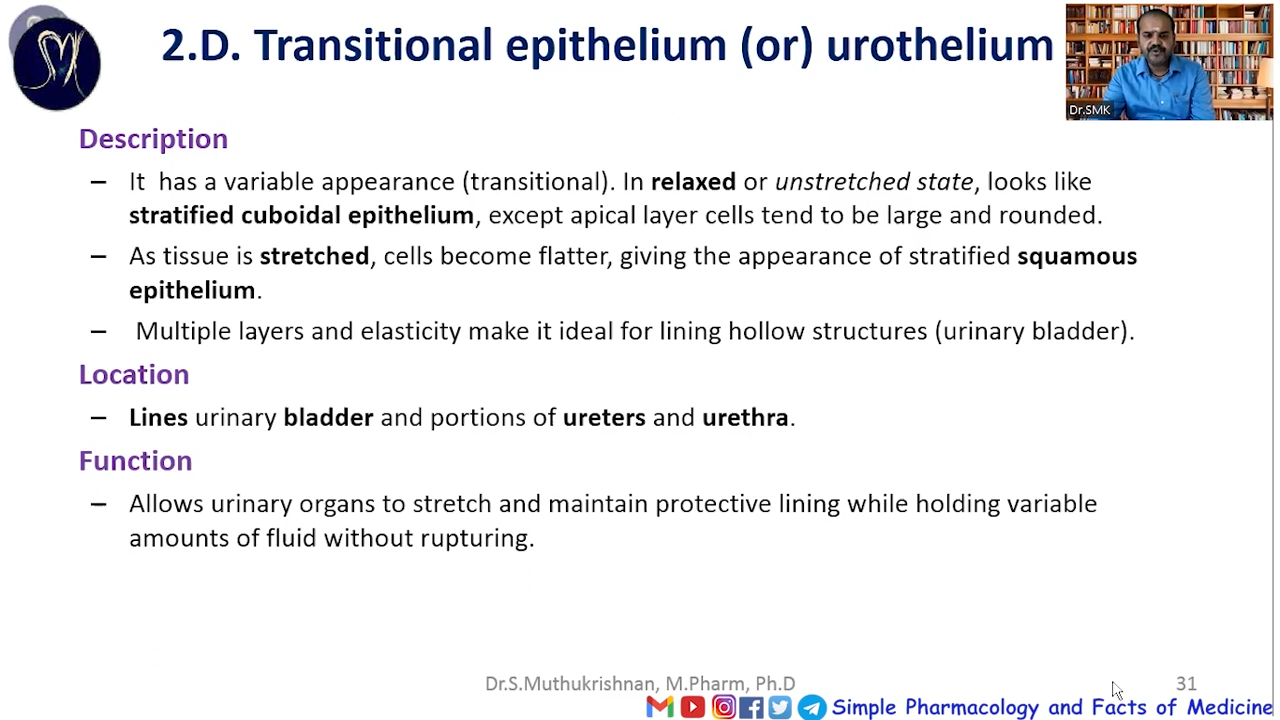 SM
2.D. Transitional epithelium (or) urothelium
Dr.SMK
Description
– It has a variable appearance (transitional). In relaxed or unstretched state, looks like
stratified cuboidal epithelium, except apical layer cells tend to be large and rounded.
– As tissue is stretched, cells become flatter, giving the appearance of stratified squamous
epithelium.
– Multiple layers and elasticity make it ideal for lining hollow structures (urinary bladder).
Location
– Lines urinary bladder and portions of ureters and urethra.
Function
– Allows urinary organs to stretch and maintain protective lining while holding variable
amounts of fluid without rupturing.
Dr.S.Muthukrishnan, M.Pharm, Ph.D
31
Simple Pharmacology and Facts of Medicine